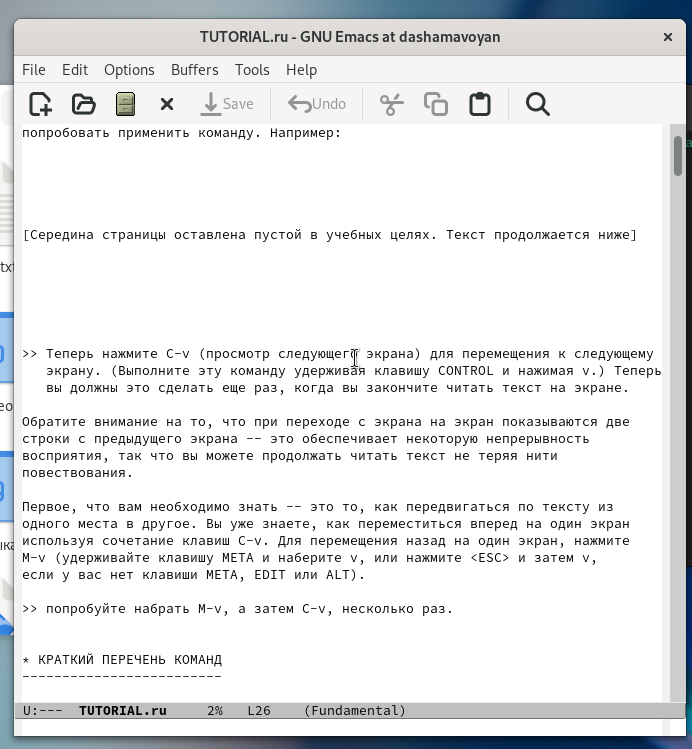 TUTORIAL.ru - GNU Emacs at dashamavoyan
File Edit Options Buffers Tools Help
Save Undo
попробовать применить команду. Например:
[Середина страницы оставлена пустой в учебных целях. Текст продолжается ниже]
>> Теперь нажмите C-v (просмотр следующего экрана) для перемещения к следующему
экрану. (Выполните эту команду удерживая клавишу CONTROL и нажимая v.) Теперь
вы должны это сделать еще раз, когда вы закончите читать текст на экране.
Обратите внимание на то, что при переходе с экрана на экран показываются две
строки с предыдущего экрана -- это обеспечивает некоторую непрерывность
восприятия, так что вы можете продолжать читать текст не теряя нити
повествования.
Первое, что вам необходимо знать -- это то, как передвигаться по тексту из
одного места в другое. Вы уже знаете, как переместиться вперед на один экран
используя сочетание клавиш C-v. Для перемещения назад на один экран, нажмите
M-v (удерживайте клавишу META и наберите v, или нажмите <ESC> и затем v,
если у вас нет клавиши META, EDIT или ALT).
>> попробуйте набрать M-v, а затем C-v, несколько раз.
* КРАТКИЙ ПЕРЕЧЕНЬ КОМАНД
-------------------------
U:--- TUTORIAL.ru 2% L26 (Fundamental)